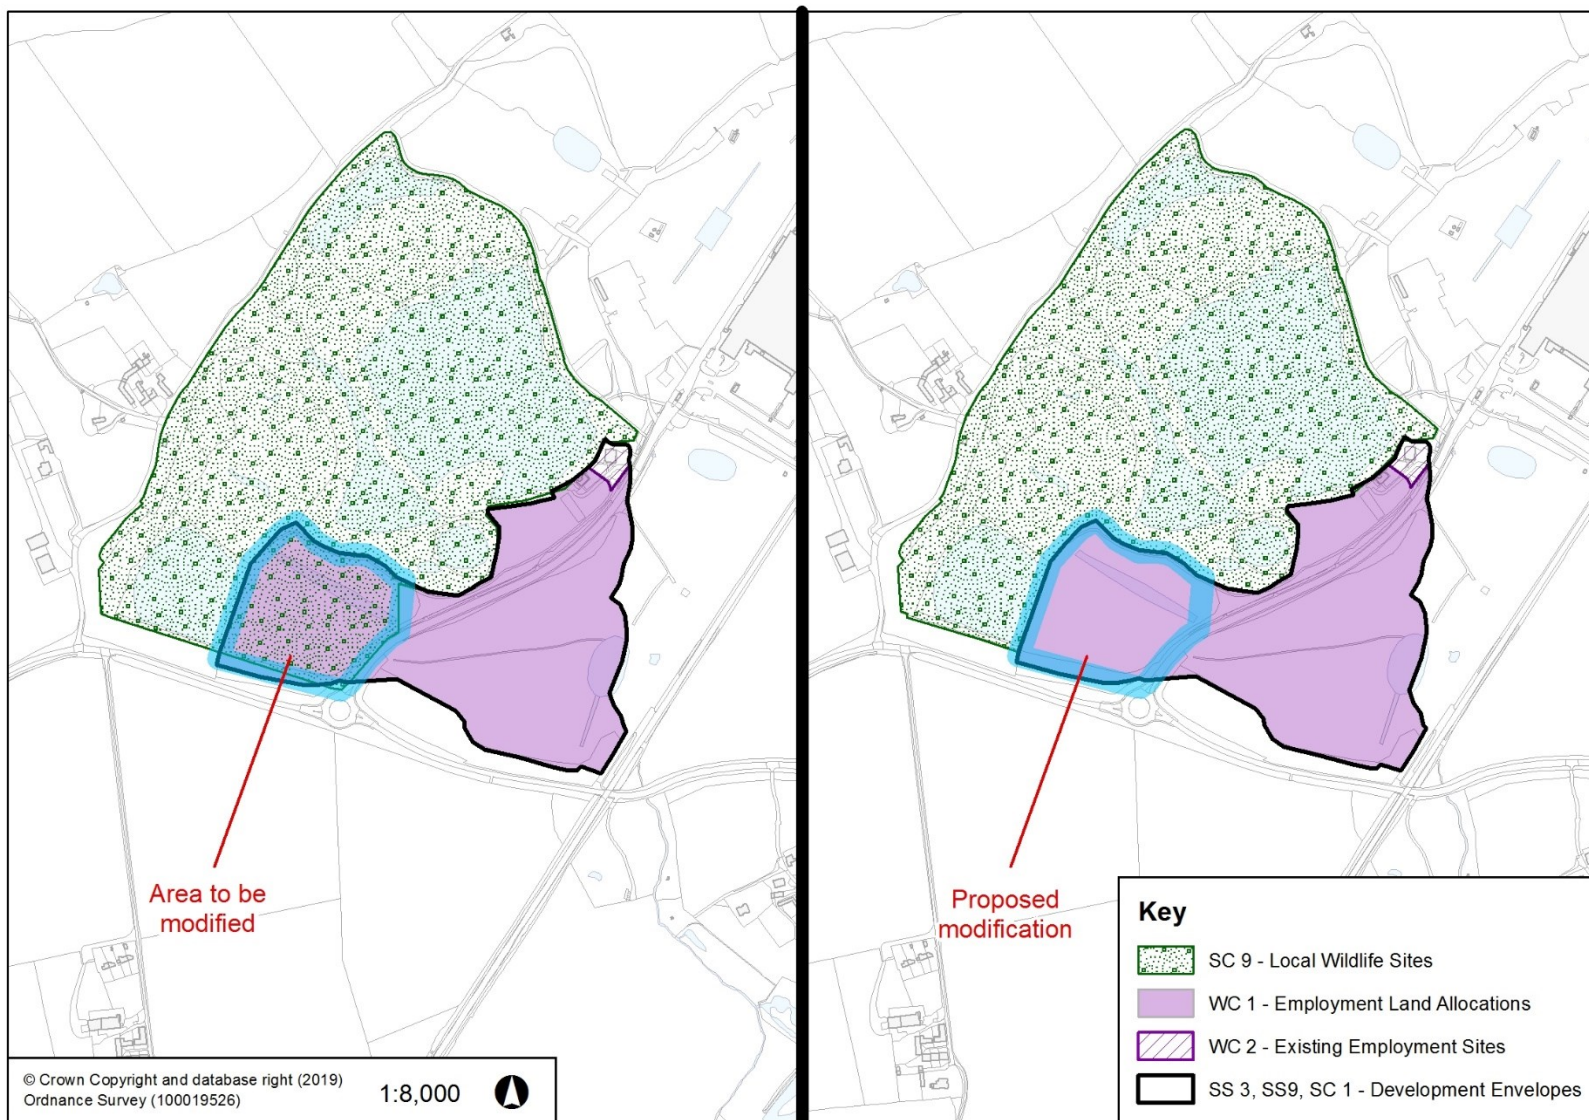 Area to be
modified
© Crown Copyright and database right (2019)
Ordnance Survey (100019526)
1:8,000
Proposed
modification
Key
SC 9 - Local Wildlife Sites
WC 1 - Employment Land Allocations
WC 2 - Existing Employment Sites
SS 3, SS9, SC 1 - Development Envelopes